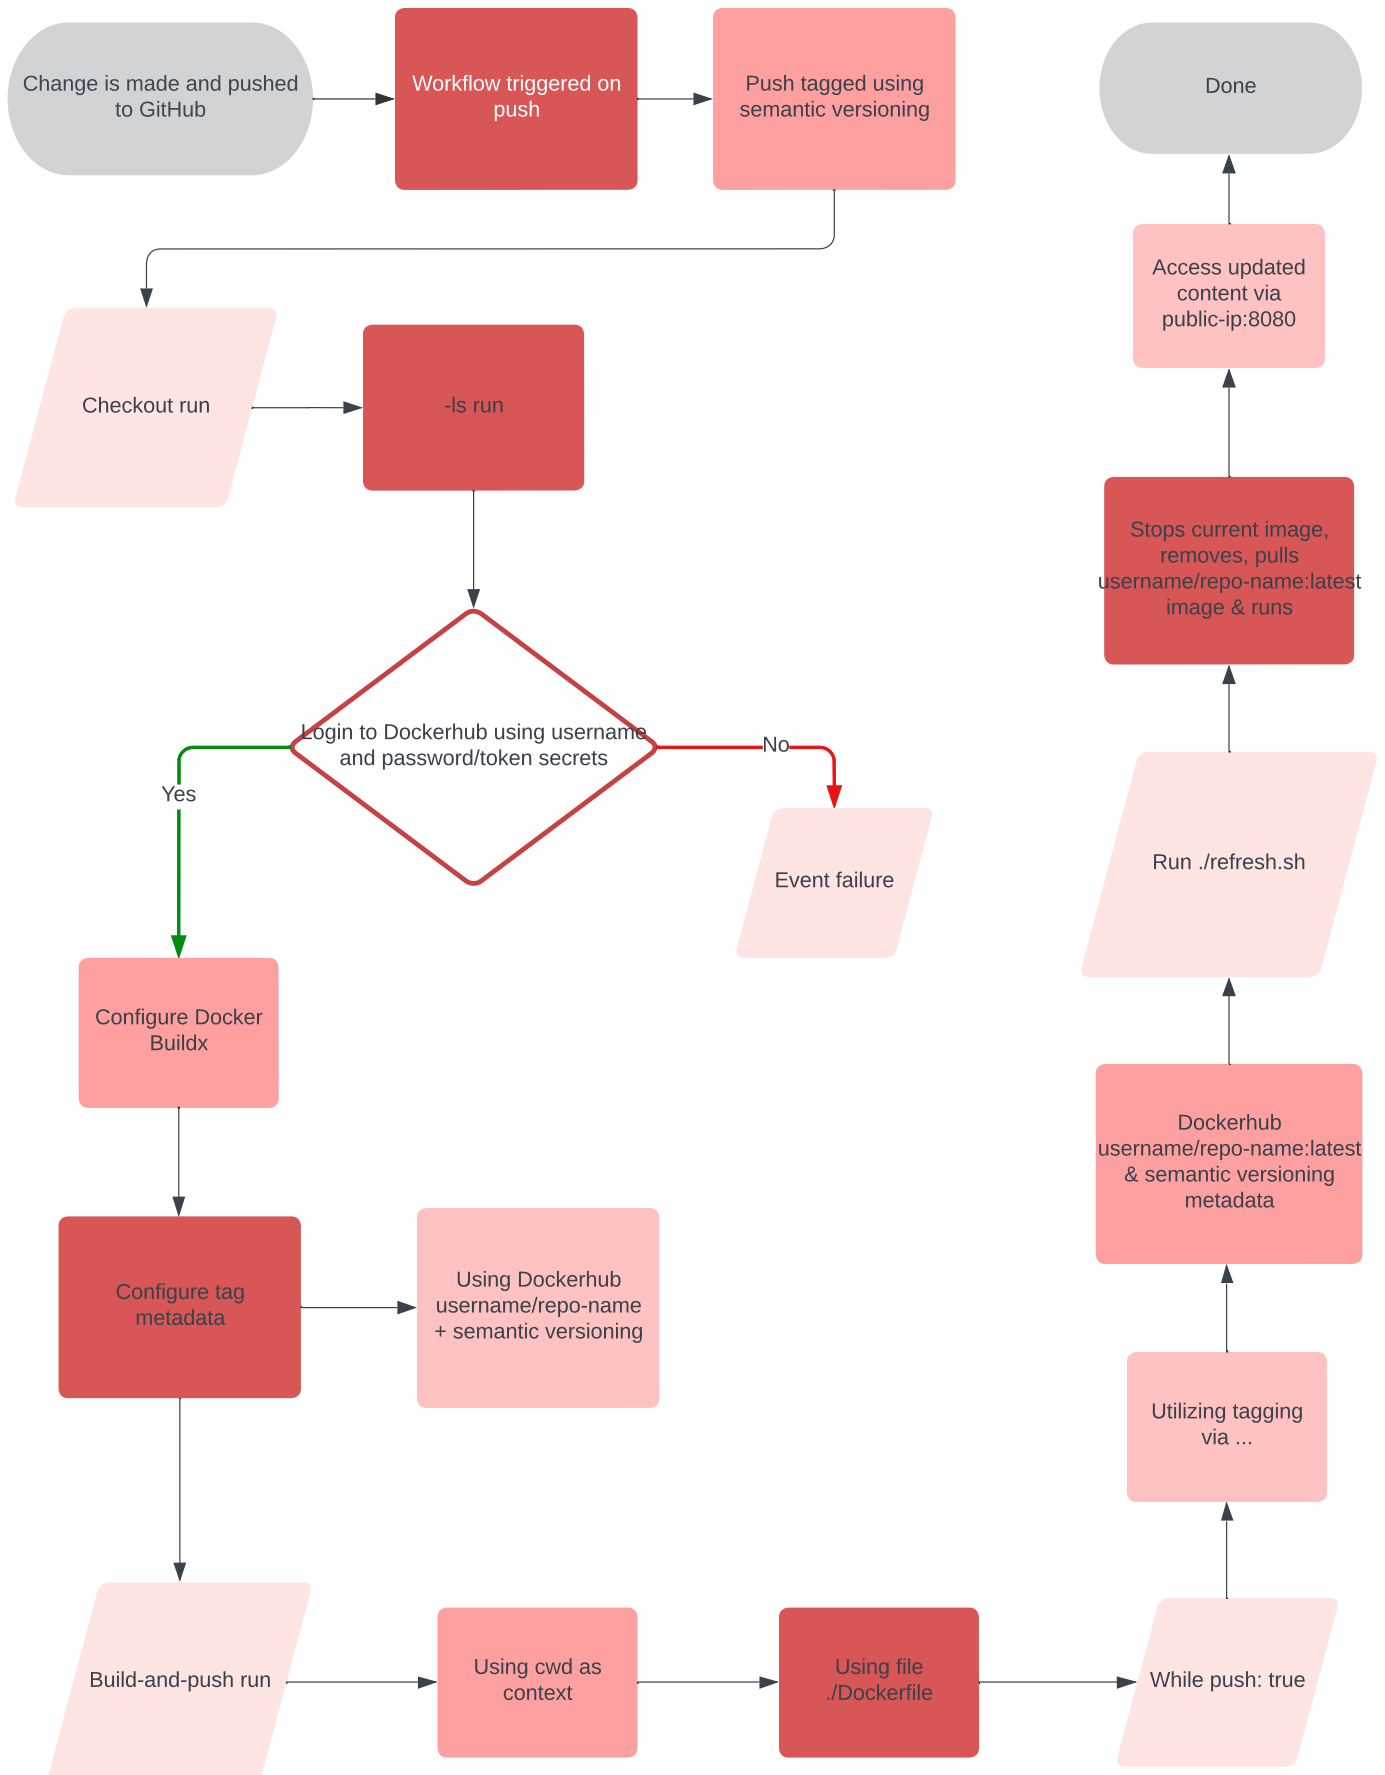 Change is made and pushed
to GitHub
Workflow triggered on
push
Push tagged using
semantic versioning
Checkout run
-ls run
Login to Dockerhub using username
and password/token secrets
No
Yes
Event failure
Configure Docker
Buildx
Configure tag
metadata
Using Dockerhub
username/repo-name
+ semantic versioning
Build-and-push run
Using cwd as
context
Using file
./Dockerfile
While push: true
Utilizing tagging
via ...
Dockerhub
username/repo-name:latest
& semantic versioning
metadata
Run ./refresh.sh
Stops current image,
removes, pulls
username/repo-name:latest
image & runs
Access updated
content via
public-ip:8080
Done